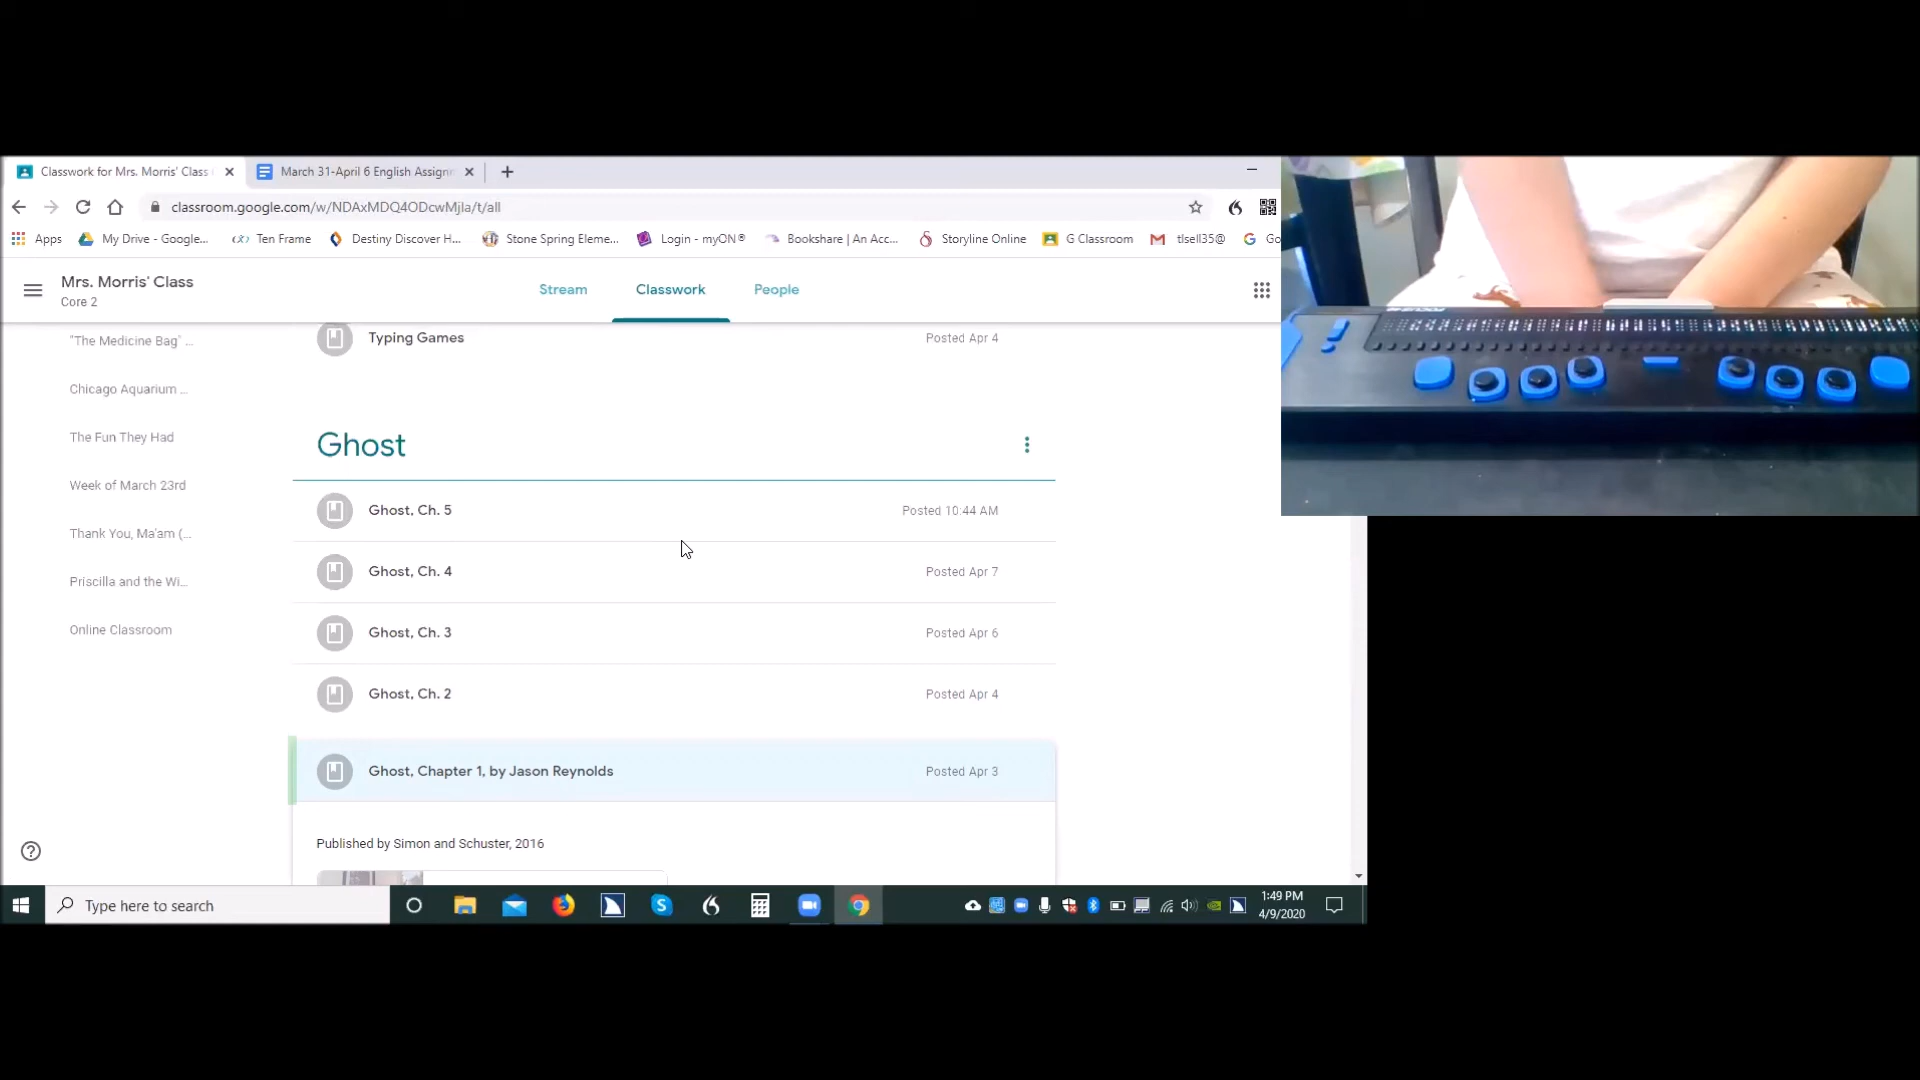 Classwork for Mrs. Morris' Class
March 31-April 6 English Assignm
classroom.google.com/w/NDAxMDQ4ODcwMjla/t/all
Apps
My Drive - Google...
Ten Frame
Destiny Discover H...
Stone Spring Eleme...
Login - myON®
Bookshare | An Acc...
Storyline Online
G Classroom
tlsell35@
Go
Mrs. Morris' Class
Core 2
Stream
Classwork
People
"The Medicine Bag" ...
Chicago Aquarium ...
The Fun They Had
Week of March 23rd
Thank You, Ma'am (...
Priscilla and the Wi...
Online Classroom
Typing Games
Posted Apr 4
Ghost
Ghost, Ch. 5
Posted 10:44 AM
Ghost, Ch. 4
Posted Apr 7
Ghost, Ch. 3
Posted Apr 6
Ghost, Ch. 2
Posted Apr 4
Ghost, Chapter 1, by Jason Reynolds
Posted Apr 3
Published by Simon and Schuster, 2016
Type here to search
1:49 PM
4/9/2020